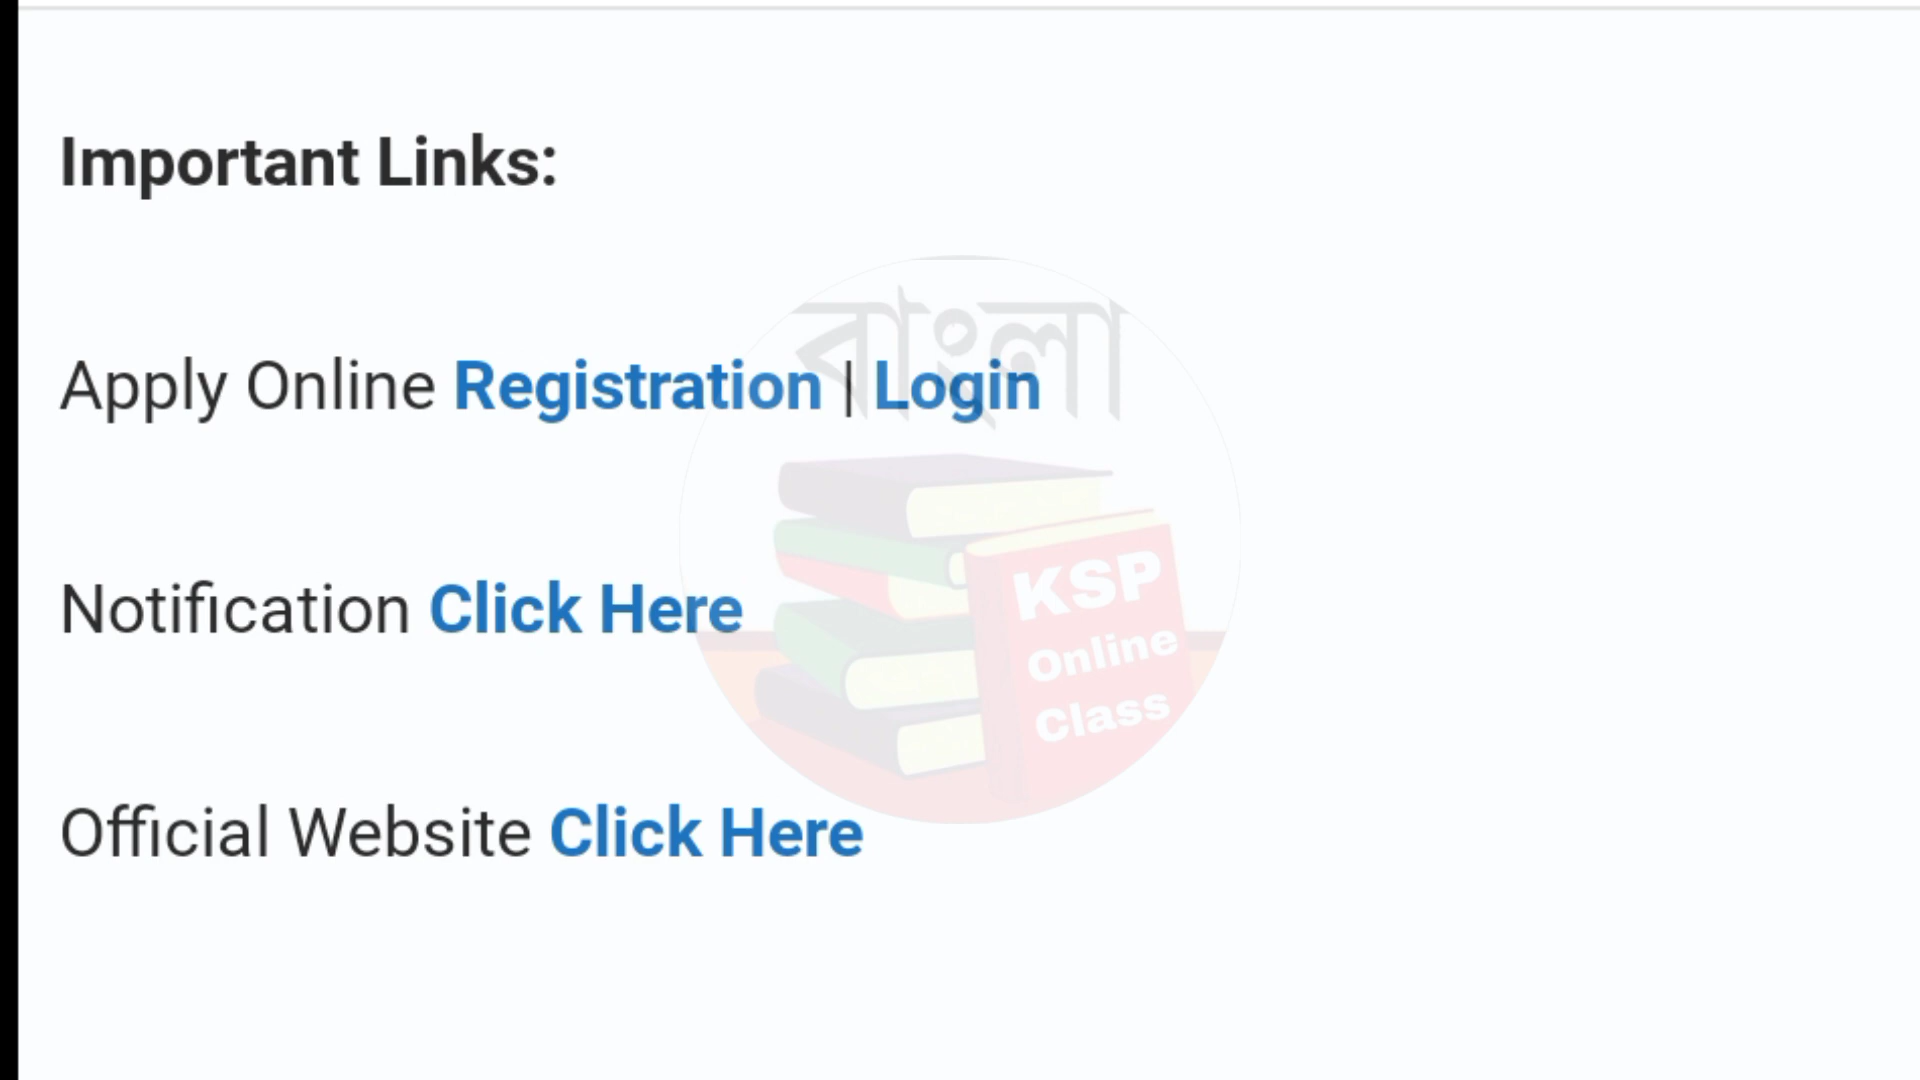 Important Links:
বাংলা
Apply Online Registration | Login
KSP
Notification Click Here
Online
Class
Official Website Click Here